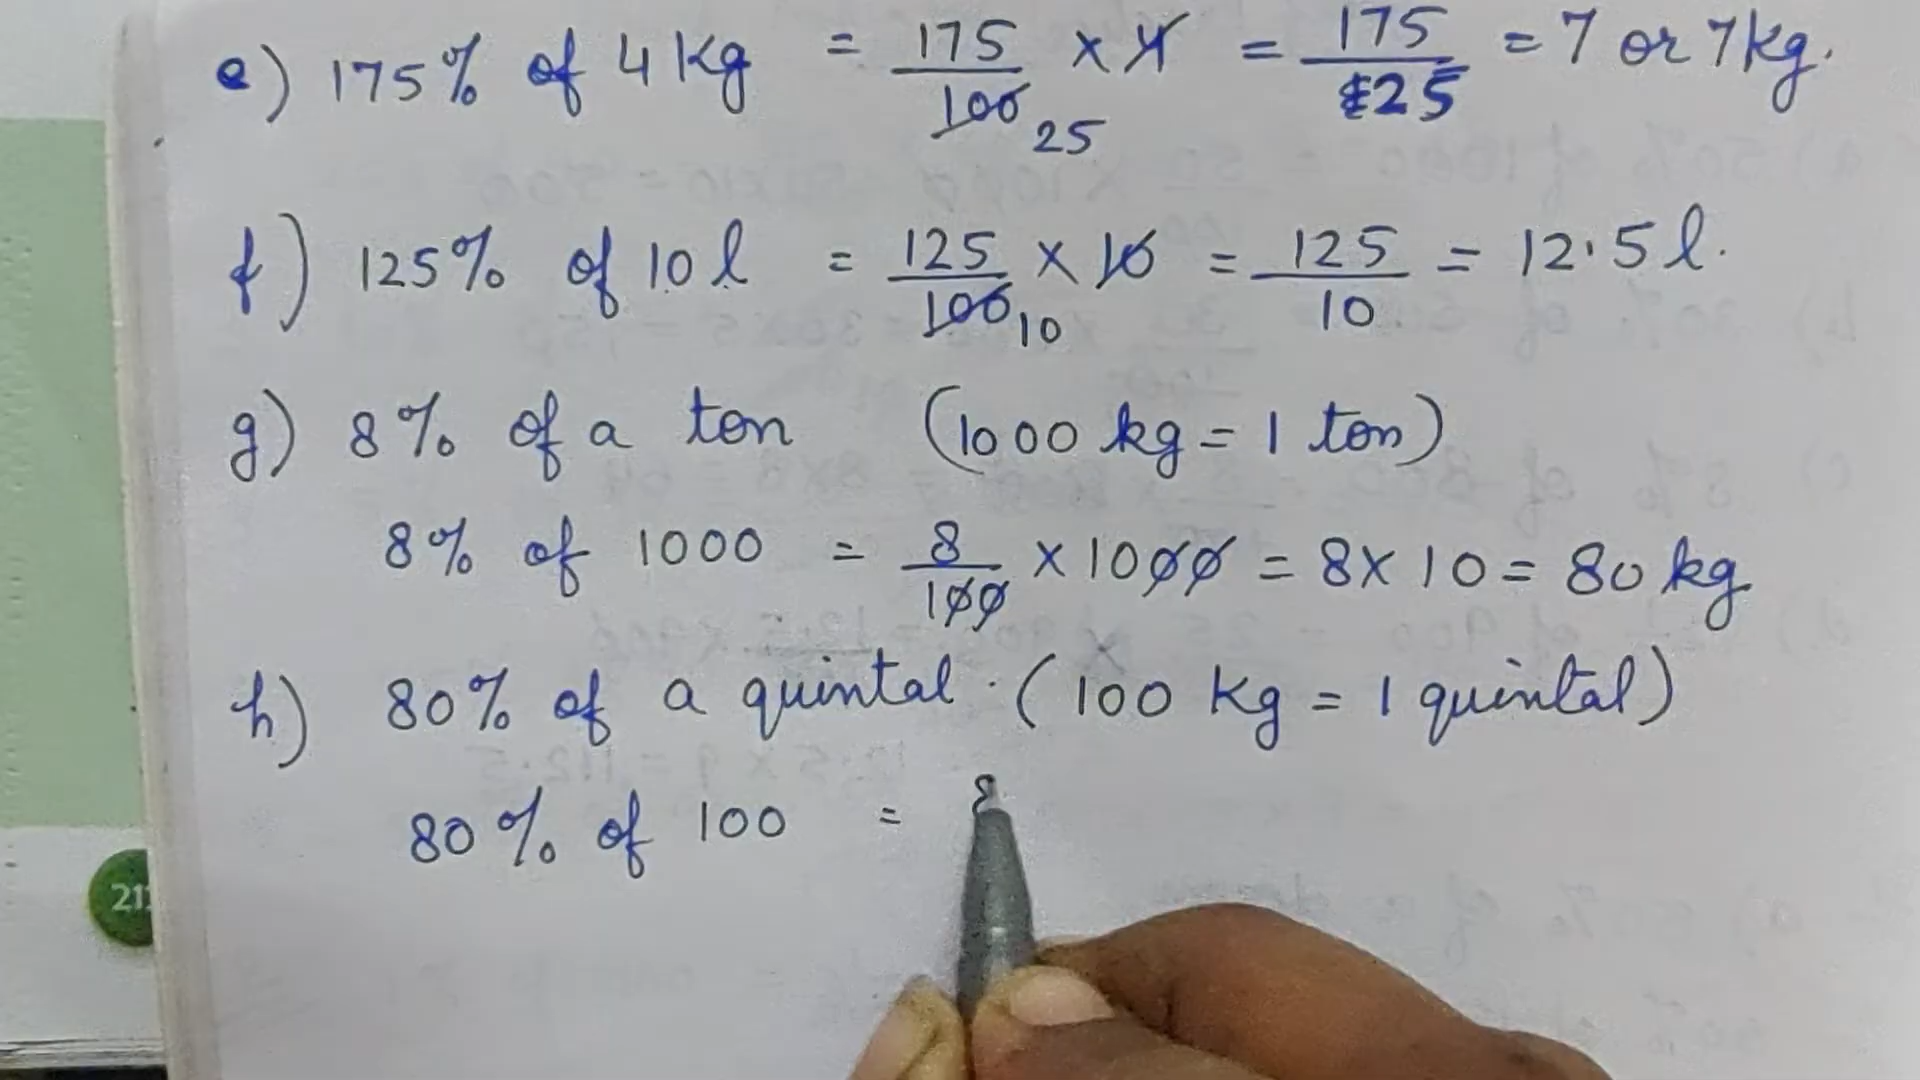 e) 175% of 4 Kg = 175/100 25 x 4 = 175/25 = 7 or 7kg.
f) 125% of 10 l = 125/100 10 x 10 = 125/10 = 12.5 l.
g) 8% of a ton (1000 kg = 1 ton)
8% of 1000 = 8/100 x 1000 = 8 x 10 = 80 kg
h) 80% of a quintal. (100 Kg = 1 quintal)
80% of 100 = 8